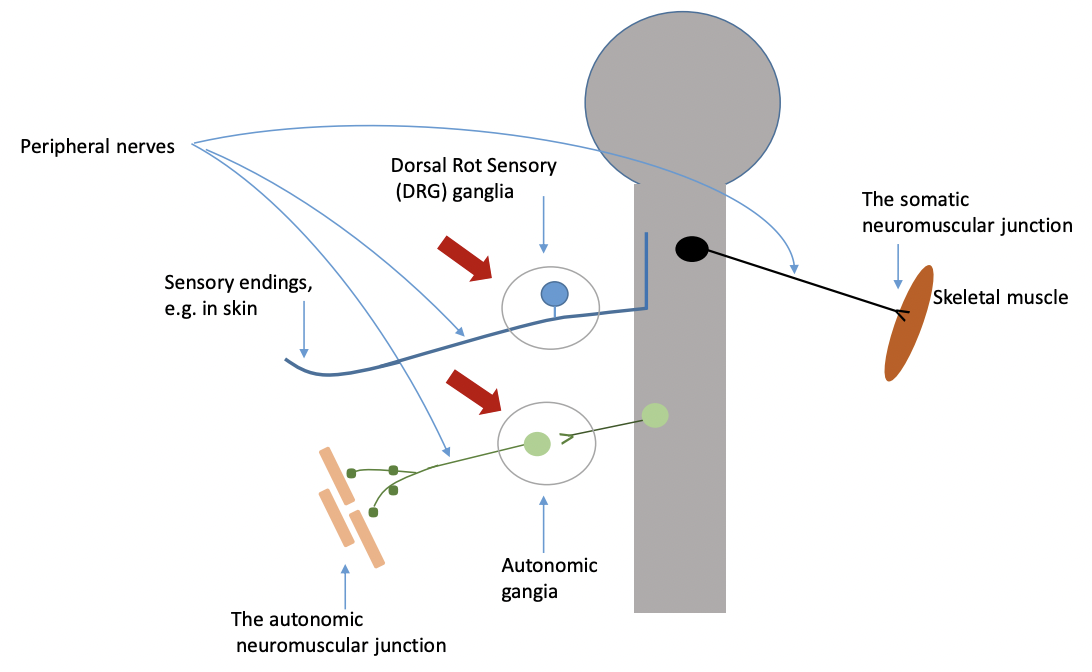 Peripheral nerves
Dorsal Rot Sensory
(DRG) ganglia
The somatic
neuromuscular junction
Sensory endings,
e.g. in skin
Skeletal muscle
Autonomic
gangia
The autonomic
neuromuscular junction